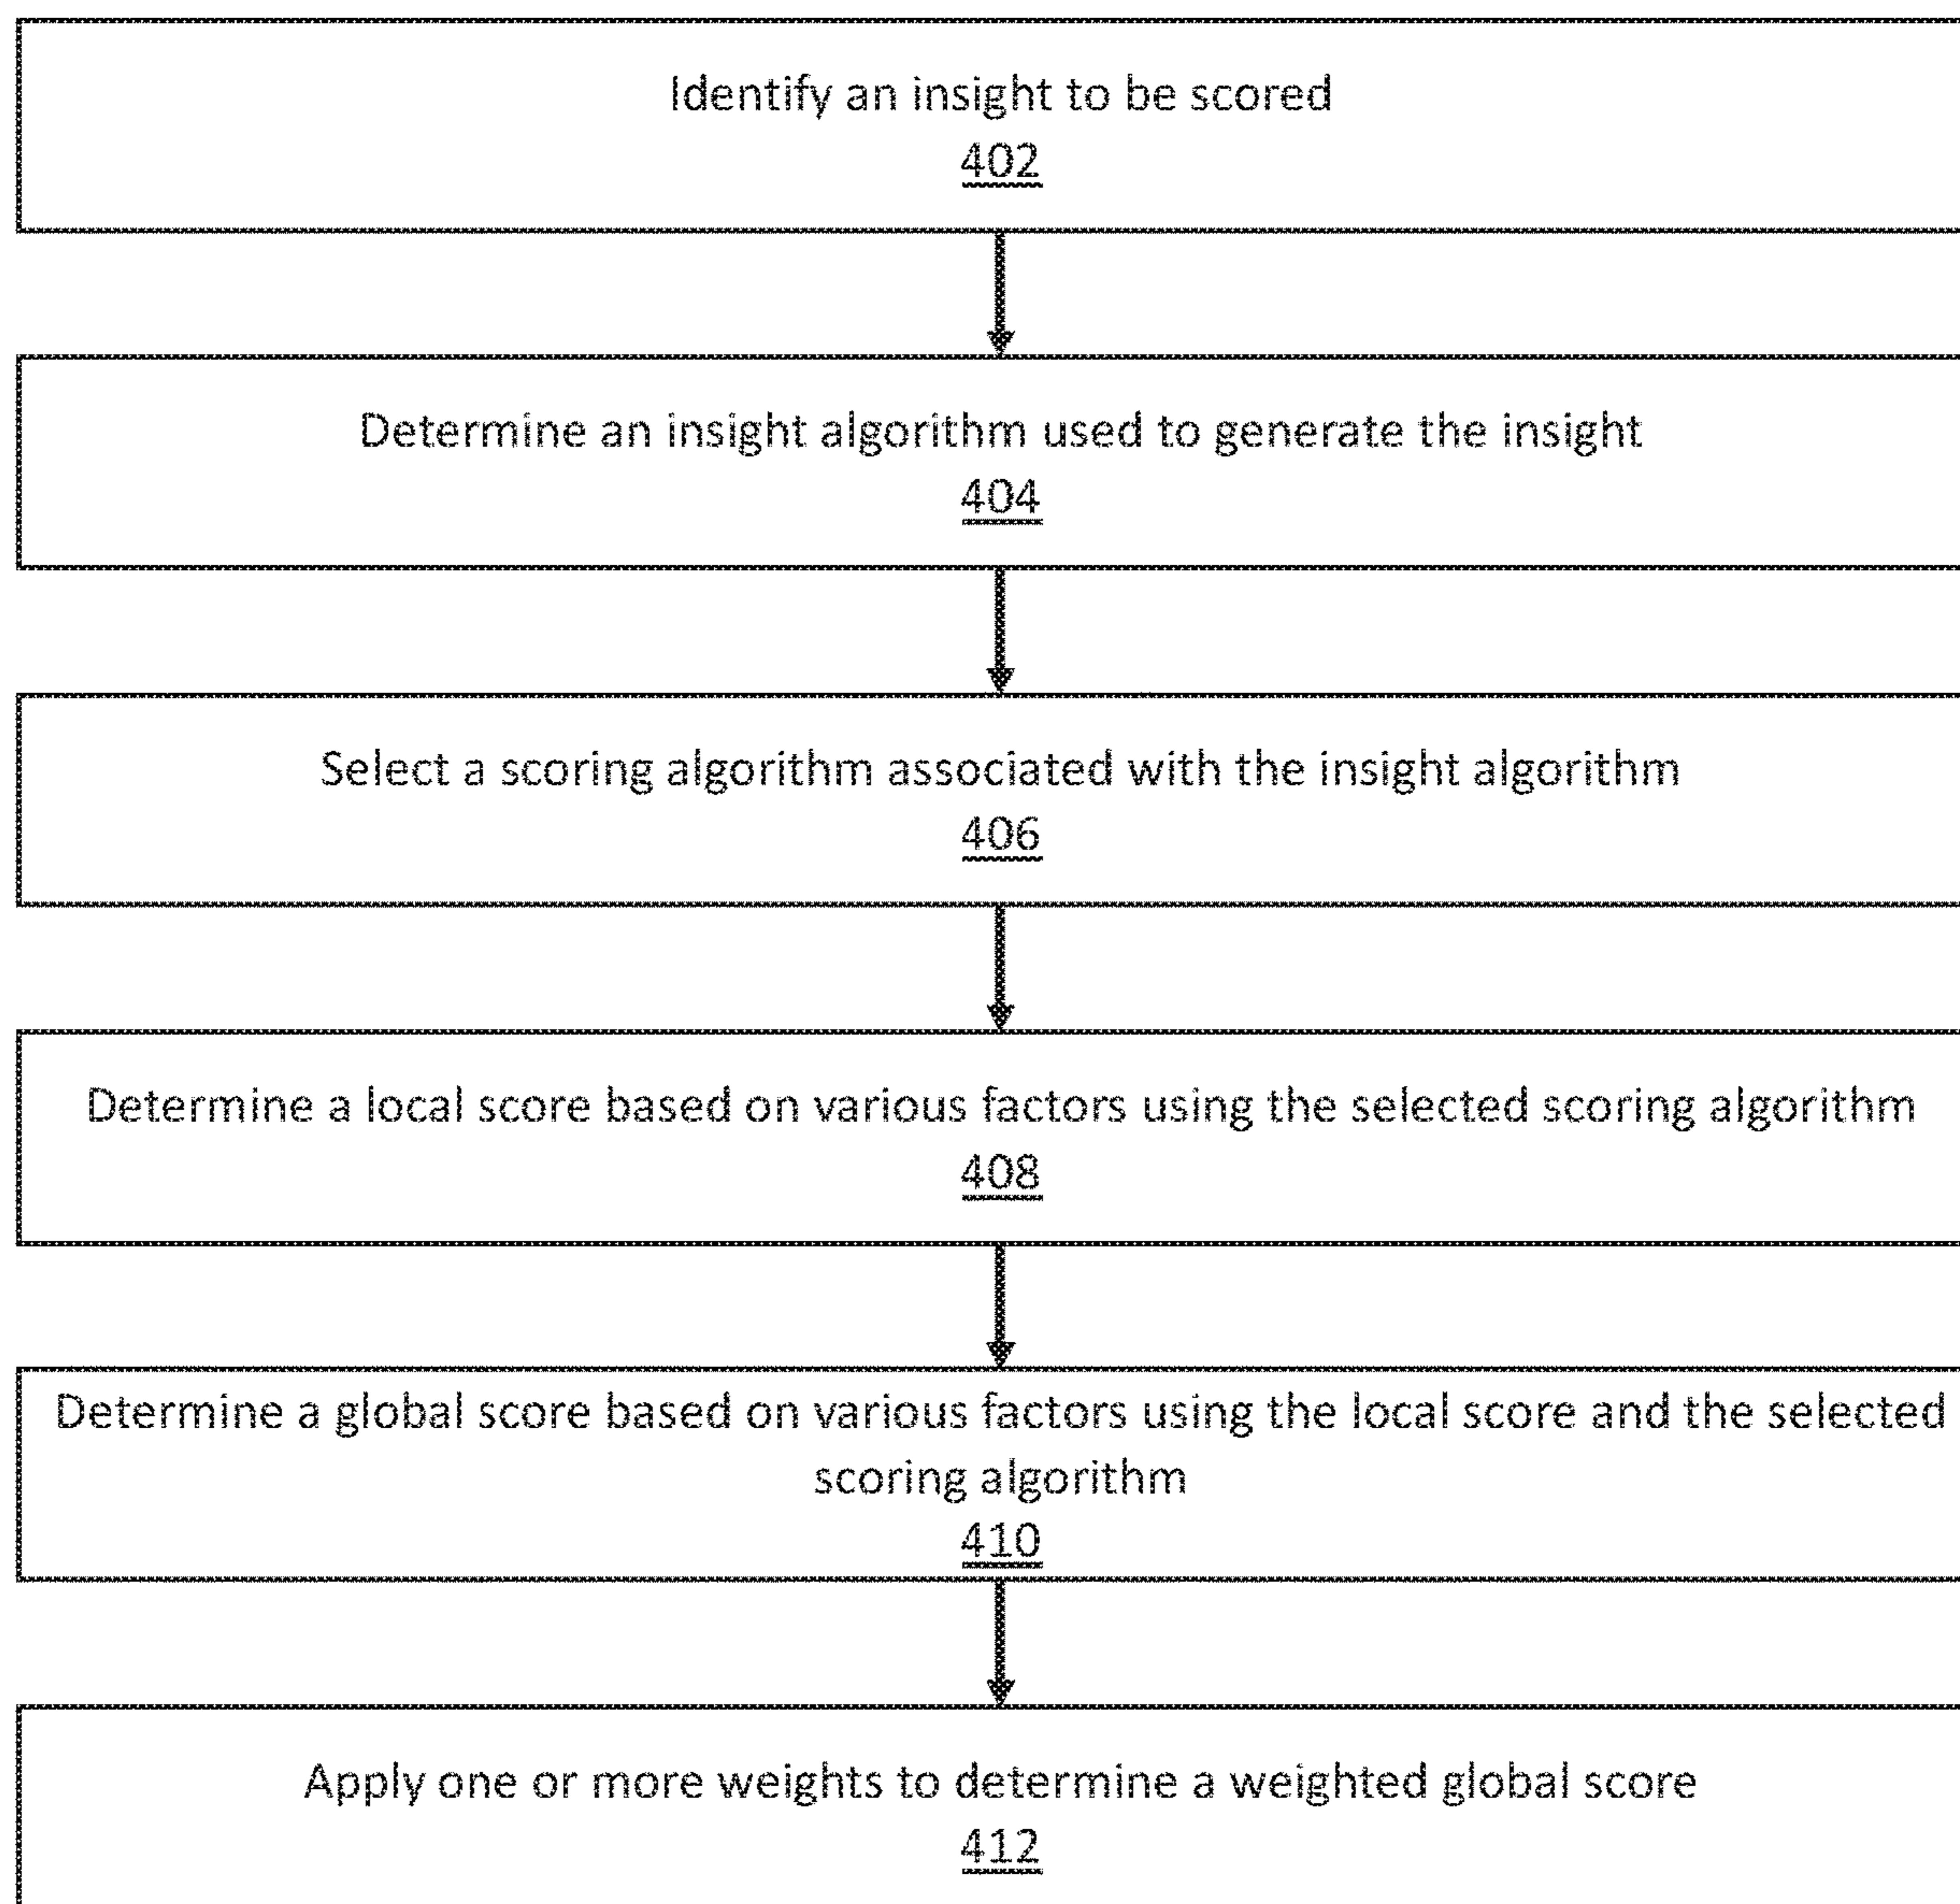 Identify an insight to be scored
402
Determine an insight algorithm used to generate the insight
404
Select a scoring algorithm associated with the insight algorithm
406
Determine a local score based on various factors using the selected scoring algorithm
408
Determine a global score based on various factors using the local score and the selected
scoring algorithm
410
Apply one or more weights to determine a weighted global score
412